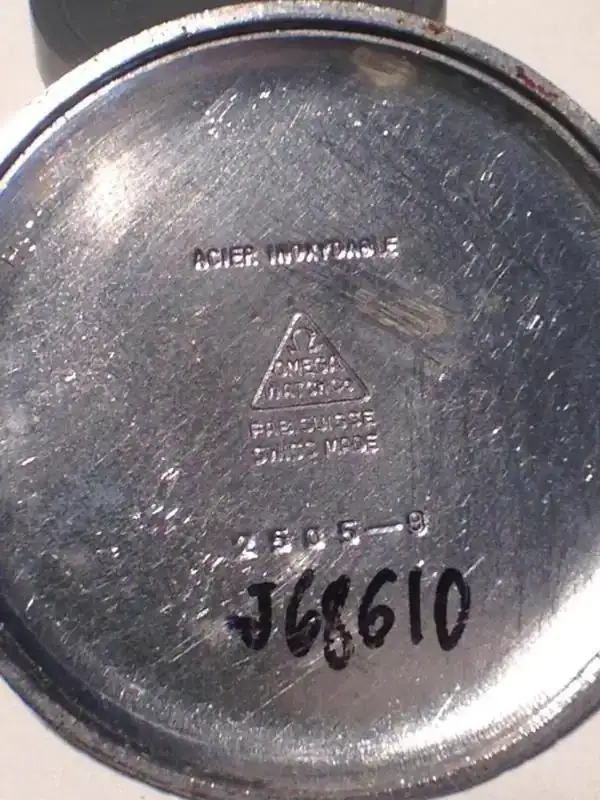 ACIER INOXYDABLE
Ω
OMEGA
WATCH CO
FAB. SUISSE
SWISS MADE
2505-9
J68610